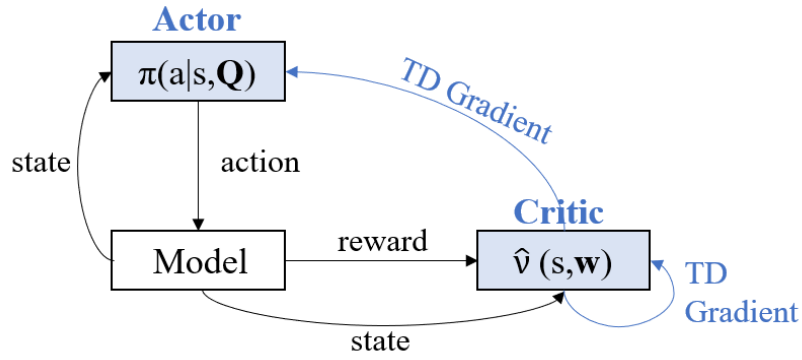 Actor
π(a|s,Q)
TD Gradient
state
action
Critic
Model
reward
v̂ (s,w)
TD
Gradient
state